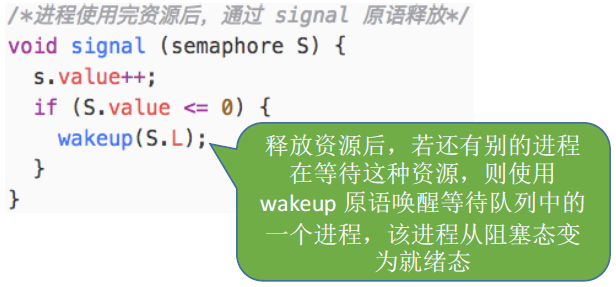 /*进程使用完资源后，通过 signal 原语释放*/
void signal (semaphore S) {
s.value++;
if (S.value <= 0) {
wakeup(S.L);
}
}
释放资源后，若还有别的进程
在等待这种资源，则使用
wakeup 原语唤醒等待队列中的
一个进程，该进程从阻塞态变
为就绪态